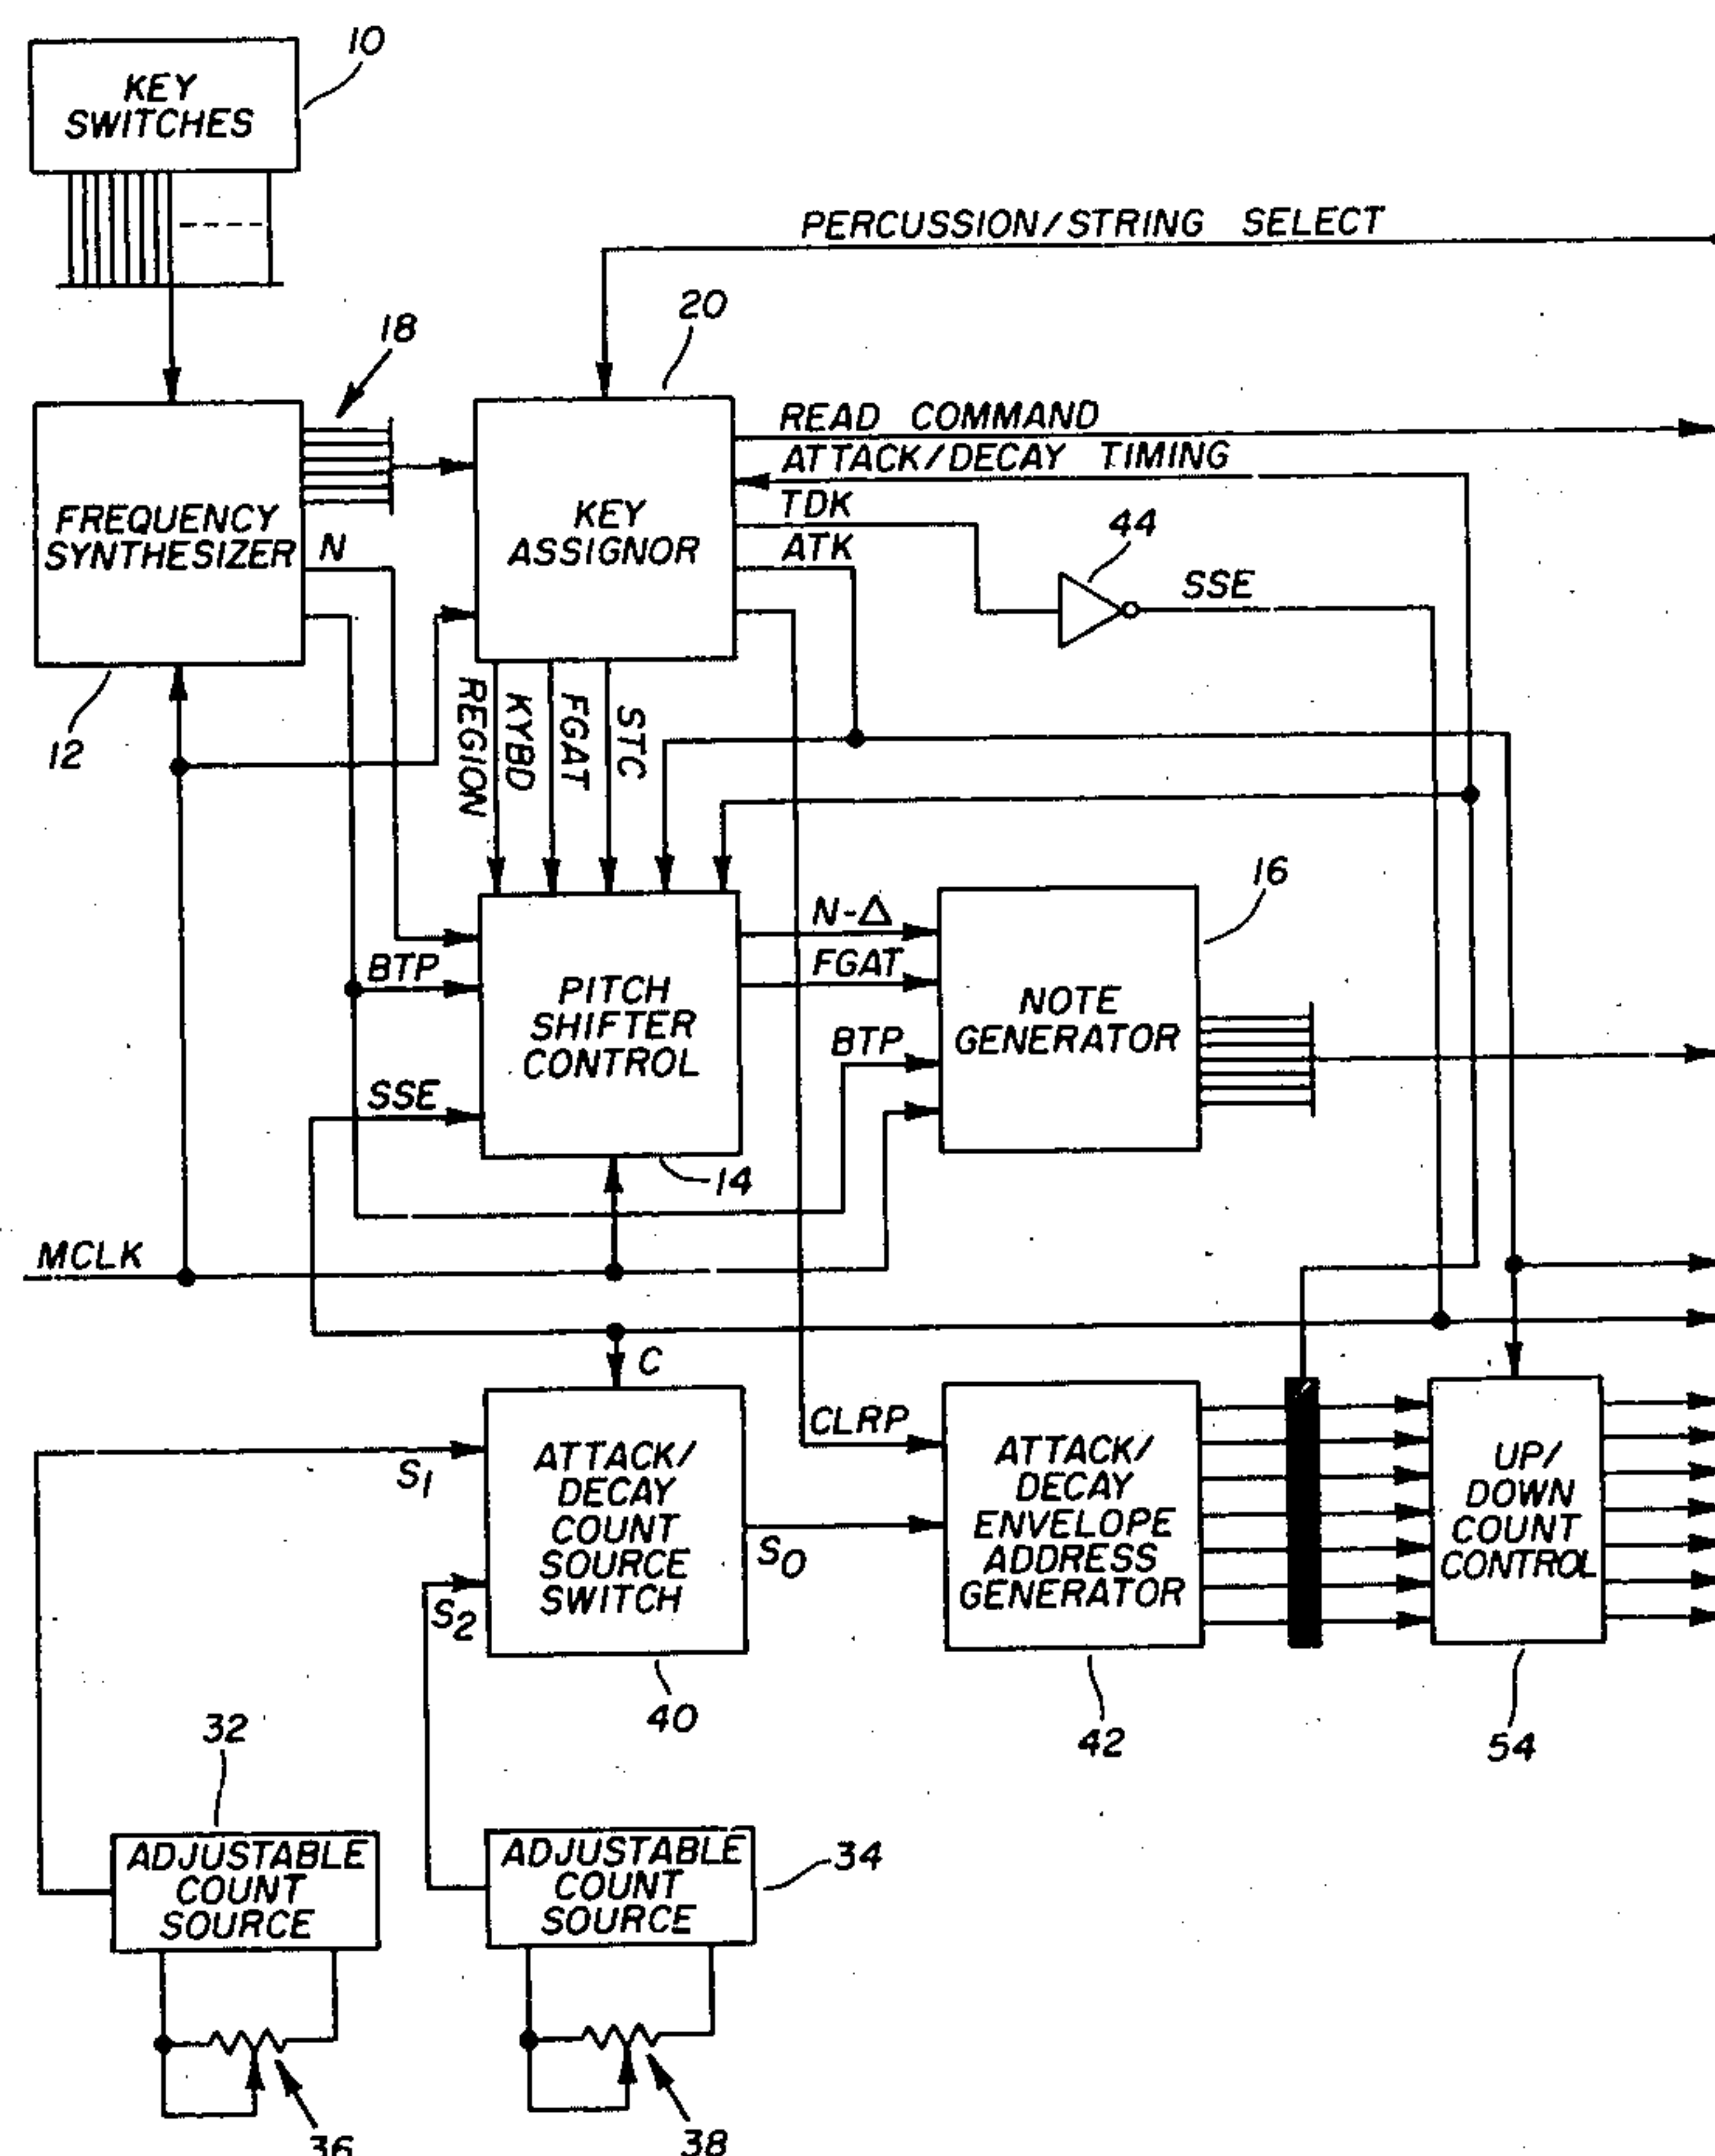 10
KEY
SWITCHES
PERCUSSION/STRING SELECT
18
20
READ COMMAND
ATTACK/DECAY TIMING
TDK
ATK
FREQUENCY
SYNTHESIZER
N
KEY
ASSIGNOR
44
SSE
12
REGION
KYBD
FGAT
STC
16
N-Δ
FGAT
BTP
PITCH
SHIFTER
CONTROL
NOTE
GENERATOR
BTP
SSE
14
MCLK
C
S1
S2
ATTACK/
DECAY
COUNT
SOURCE
SWITCH
S0
CLRP
ATTACK/
DECAY
ENVELOPE
ADDRESS
GENERATOR
UP/
DOWN
COUNT
CONTROL
40
42
54
32
ADJUSTABLE
COUNT
SOURCE
ADJUSTABLE
COUNT
SOURCE
34
36
38